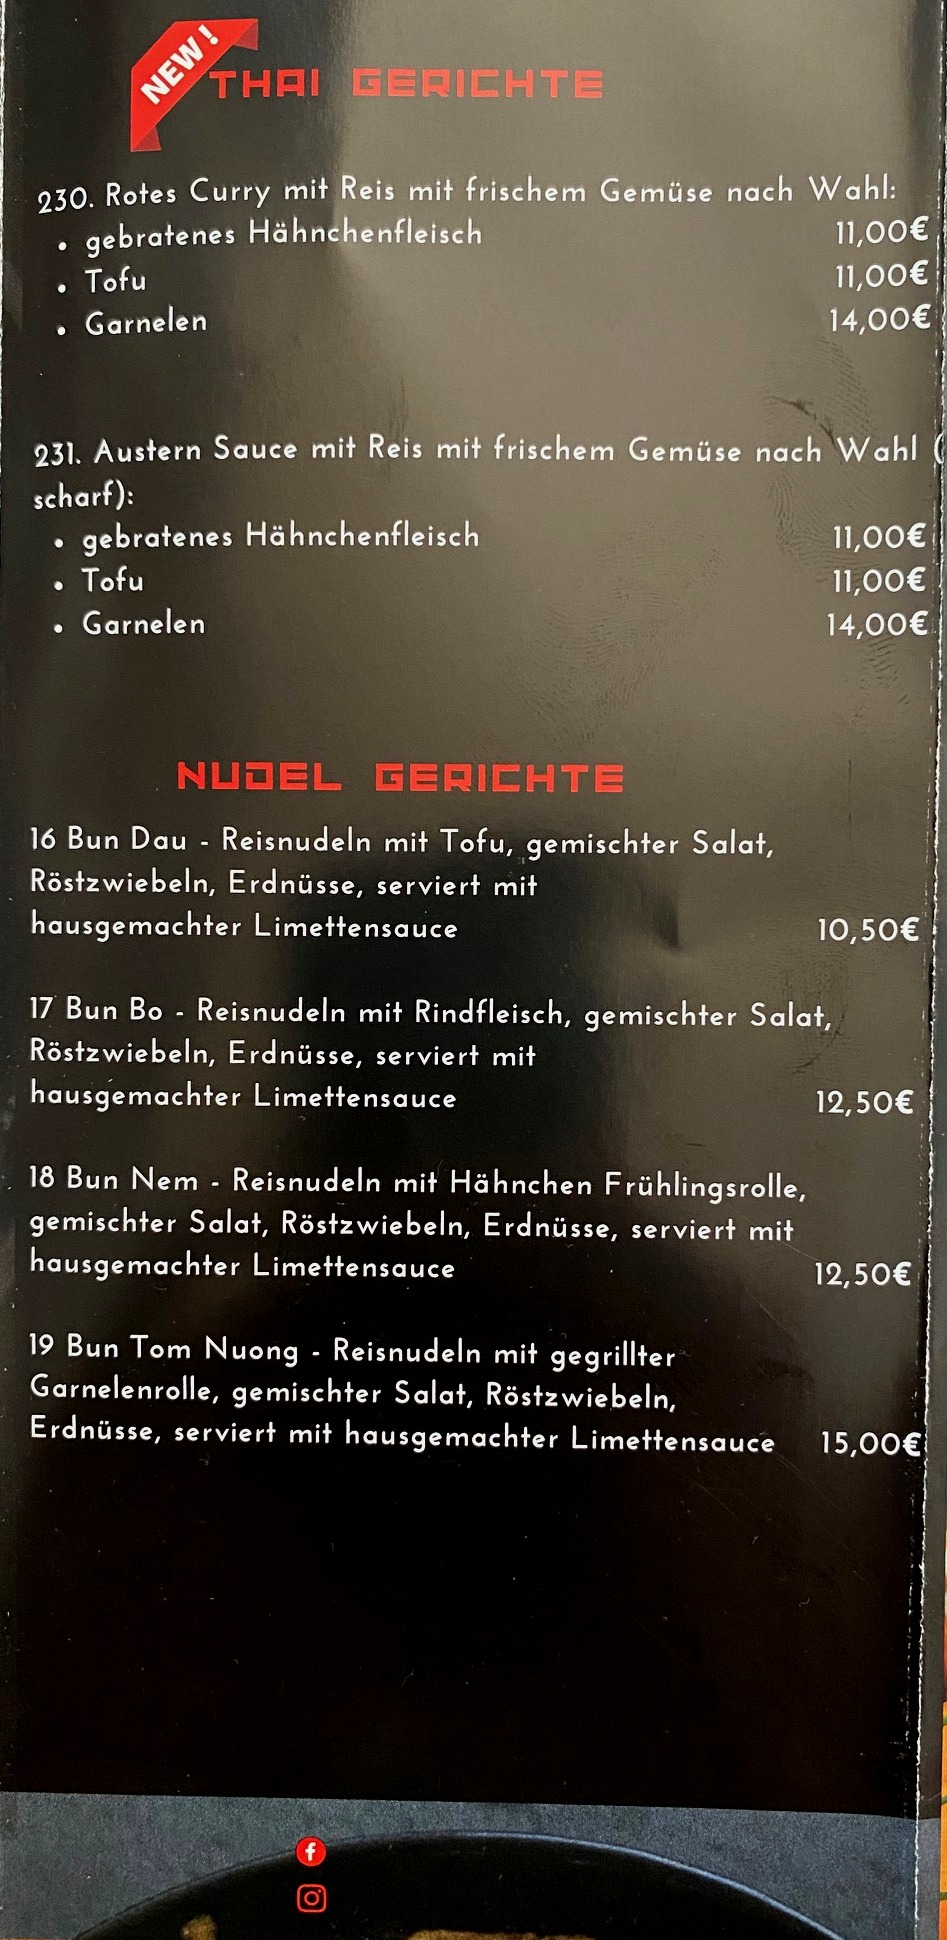 NEW!
THAI GERICHTE
230. Rotes Curry mit Reis mit frischem Gemüse nach Wahl:
• gebratenes Hähnchenfleisch 11,00€
• Tofu 11,00€
• Garnelen 14,00€
231. Austern Sauce mit Reis mit frischem Gemüse nach Wahl (
scharf):
• gebratenes Hähnchenfleisch 11,00€
• Tofu 11,00€
• Garnelen 14,00€
NUDEL GERICHTE
16 Bun Dau - Reisnudeln mit Tofu, gemischter Salat,
Röstzwiebeln, Erdnüsse, serviert mit
hausgemachter Limettensauce 10,50€
17 Bun Bo - Reisnudeln mit Rindfleisch, gemischter Salat,
Röstzwiebeln, Erdnüsse, serviert mit
hausgemachter Limettensauce 12,50€
18 Bun Nem - Reisnudeln mit Hähnchen Frühlingsrolle,
gemischter Salat, Röstzwiebeln, Erdnüsse, serviert mit
hausgemachter Limettensauce 12,50€
19 Bun Tom Nuong - Reisnudeln mit gegrillter
Garnelenrolle, gemischter Salat, Röstzwiebeln,
Erdnüsse, serviert mit hausgemachter Limettensauce 15,00€